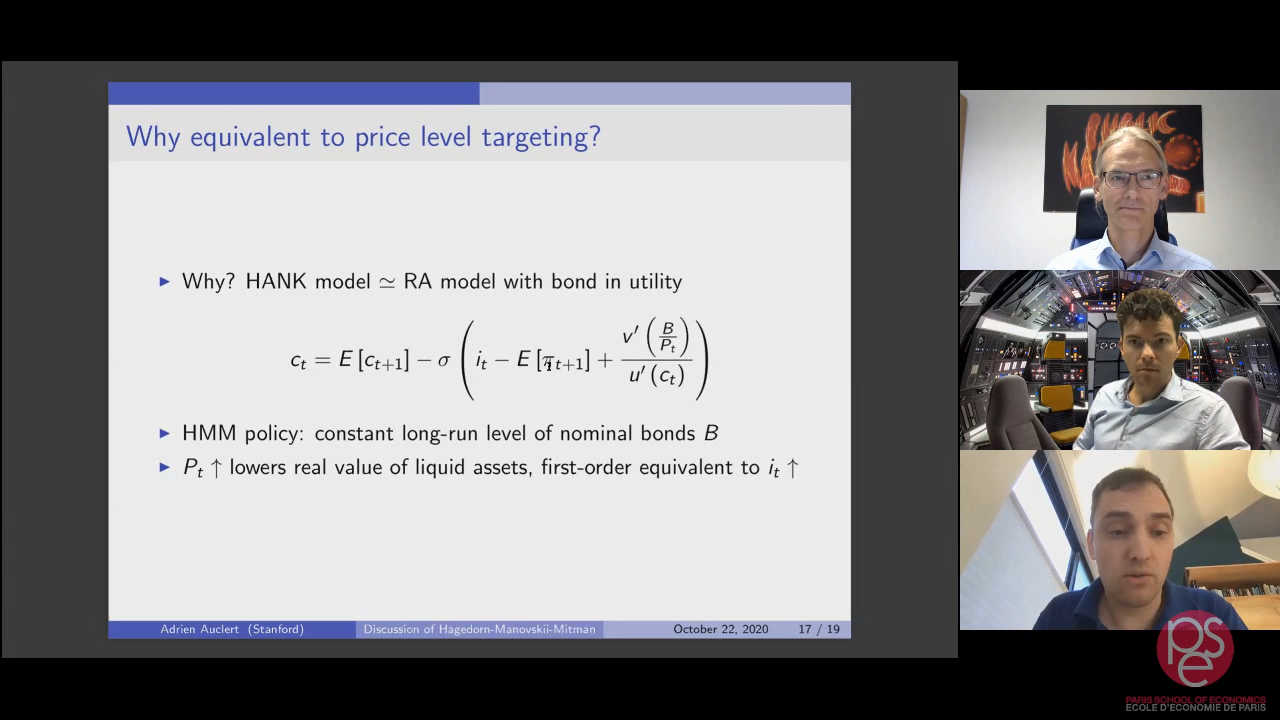 Why equivalent to price level targeting?
▶ Why? HANK model ≃ RA model with bond in utility
c_t = E [c_{t+1}] − σ ( i_t − E [π_{t+1}] + v′ (B/P_t) / u′ (c_t) )
▶ HMM policy: constant long-run level of nominal bonds B
▶ P_t ↑ lowers real value of liquid assets, first-order equivalent to i_t ↑
Adrien Auclert (Stanford) Discussion of Hagedorn-Manovskii-Mitman October 22, 2020 17 / 19
pse
PARIS SCHOOL OF ECONOMICS
ECOLE D'ECONOMIE DE PARIS